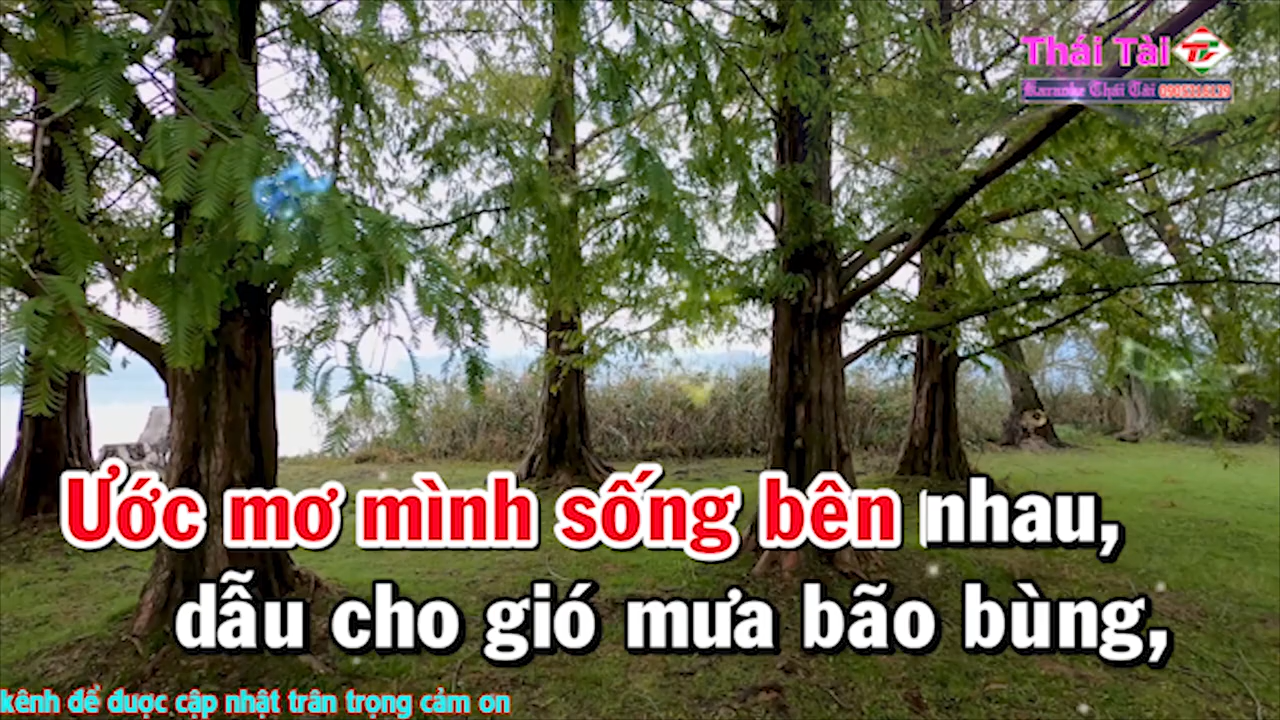 Thái Tài
Karaoke Thái Tài
Ước mơ mình sống bên nhau,
dẫu cho gió mưa bão bùng,
kênh để được cập nhật trân trọng cảm ơn